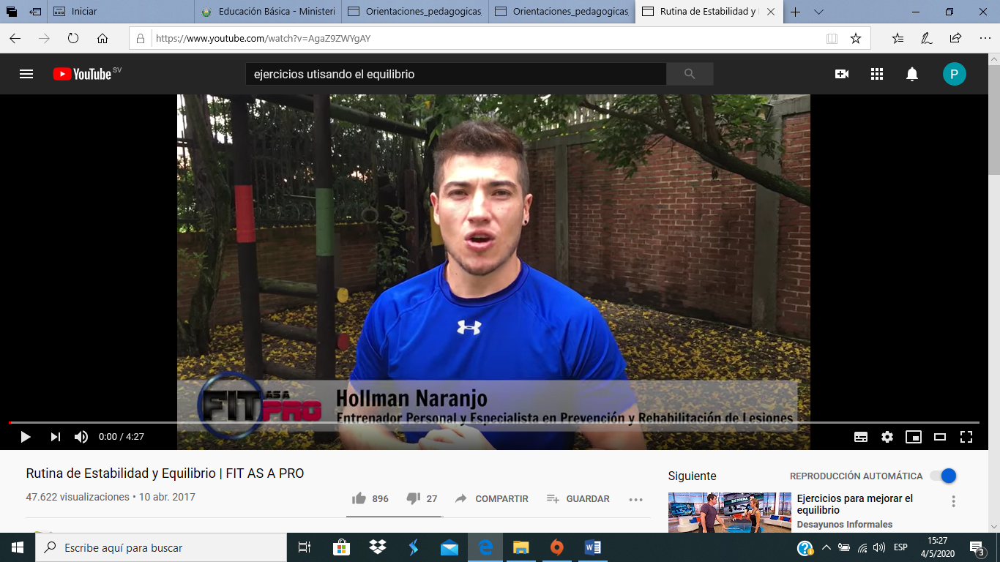 Iniciar
Educación Básica - Ministeri
Orientaciones_pedagogicas
Orientaciones_pedagogicas
Rutina de Estabilidad y
https://www.youtube.com/watch?v=AgaZ9ZWYgAY
YouTube SV
ejercicios utisando el equilibrio
P
FIT AS A PRO
Hollman Naranjo
Entrenador Personal y Especialista en Prevención y Rehabilitación de Lesiones
0:00 / 4:27
Rutina de Estabilidad y Equilibrio | FIT AS A PRO
47.622 visualizaciones • 10 abr. 2017
896
27
COMPARTIR
GUARDAR
Siguiente
REPRODUCCIÓN AUTOMÁTICA
EN FORMA
Ejercicios para mejorar el
equilibrio
Desayunos Informales
Escribe aquí para buscar
ESP
15:27
4/5/2020
3